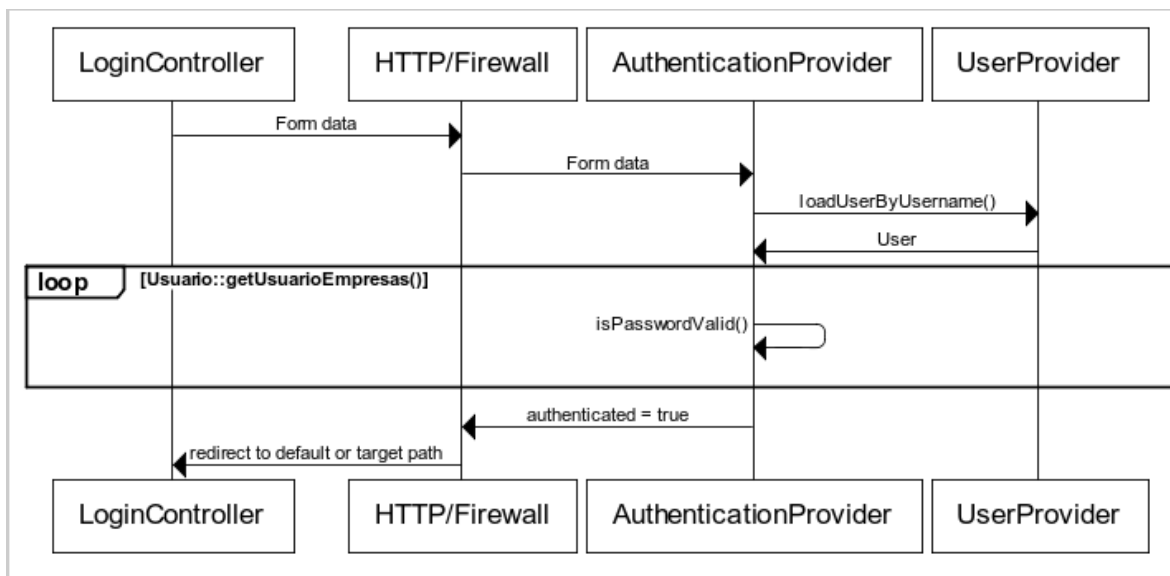 LoginController
HTTP/Firewall
AuthenticationProvider
UserProvider
Form data
Form data
loadUserByUsername()
User
loop
[Usuario::getUsuarioEmpresas()]
isPasswordValid()
authenticated = true
redirect to default or target path
LoginController
HTTP/Firewall
AuthenticationProvider
UserProvider